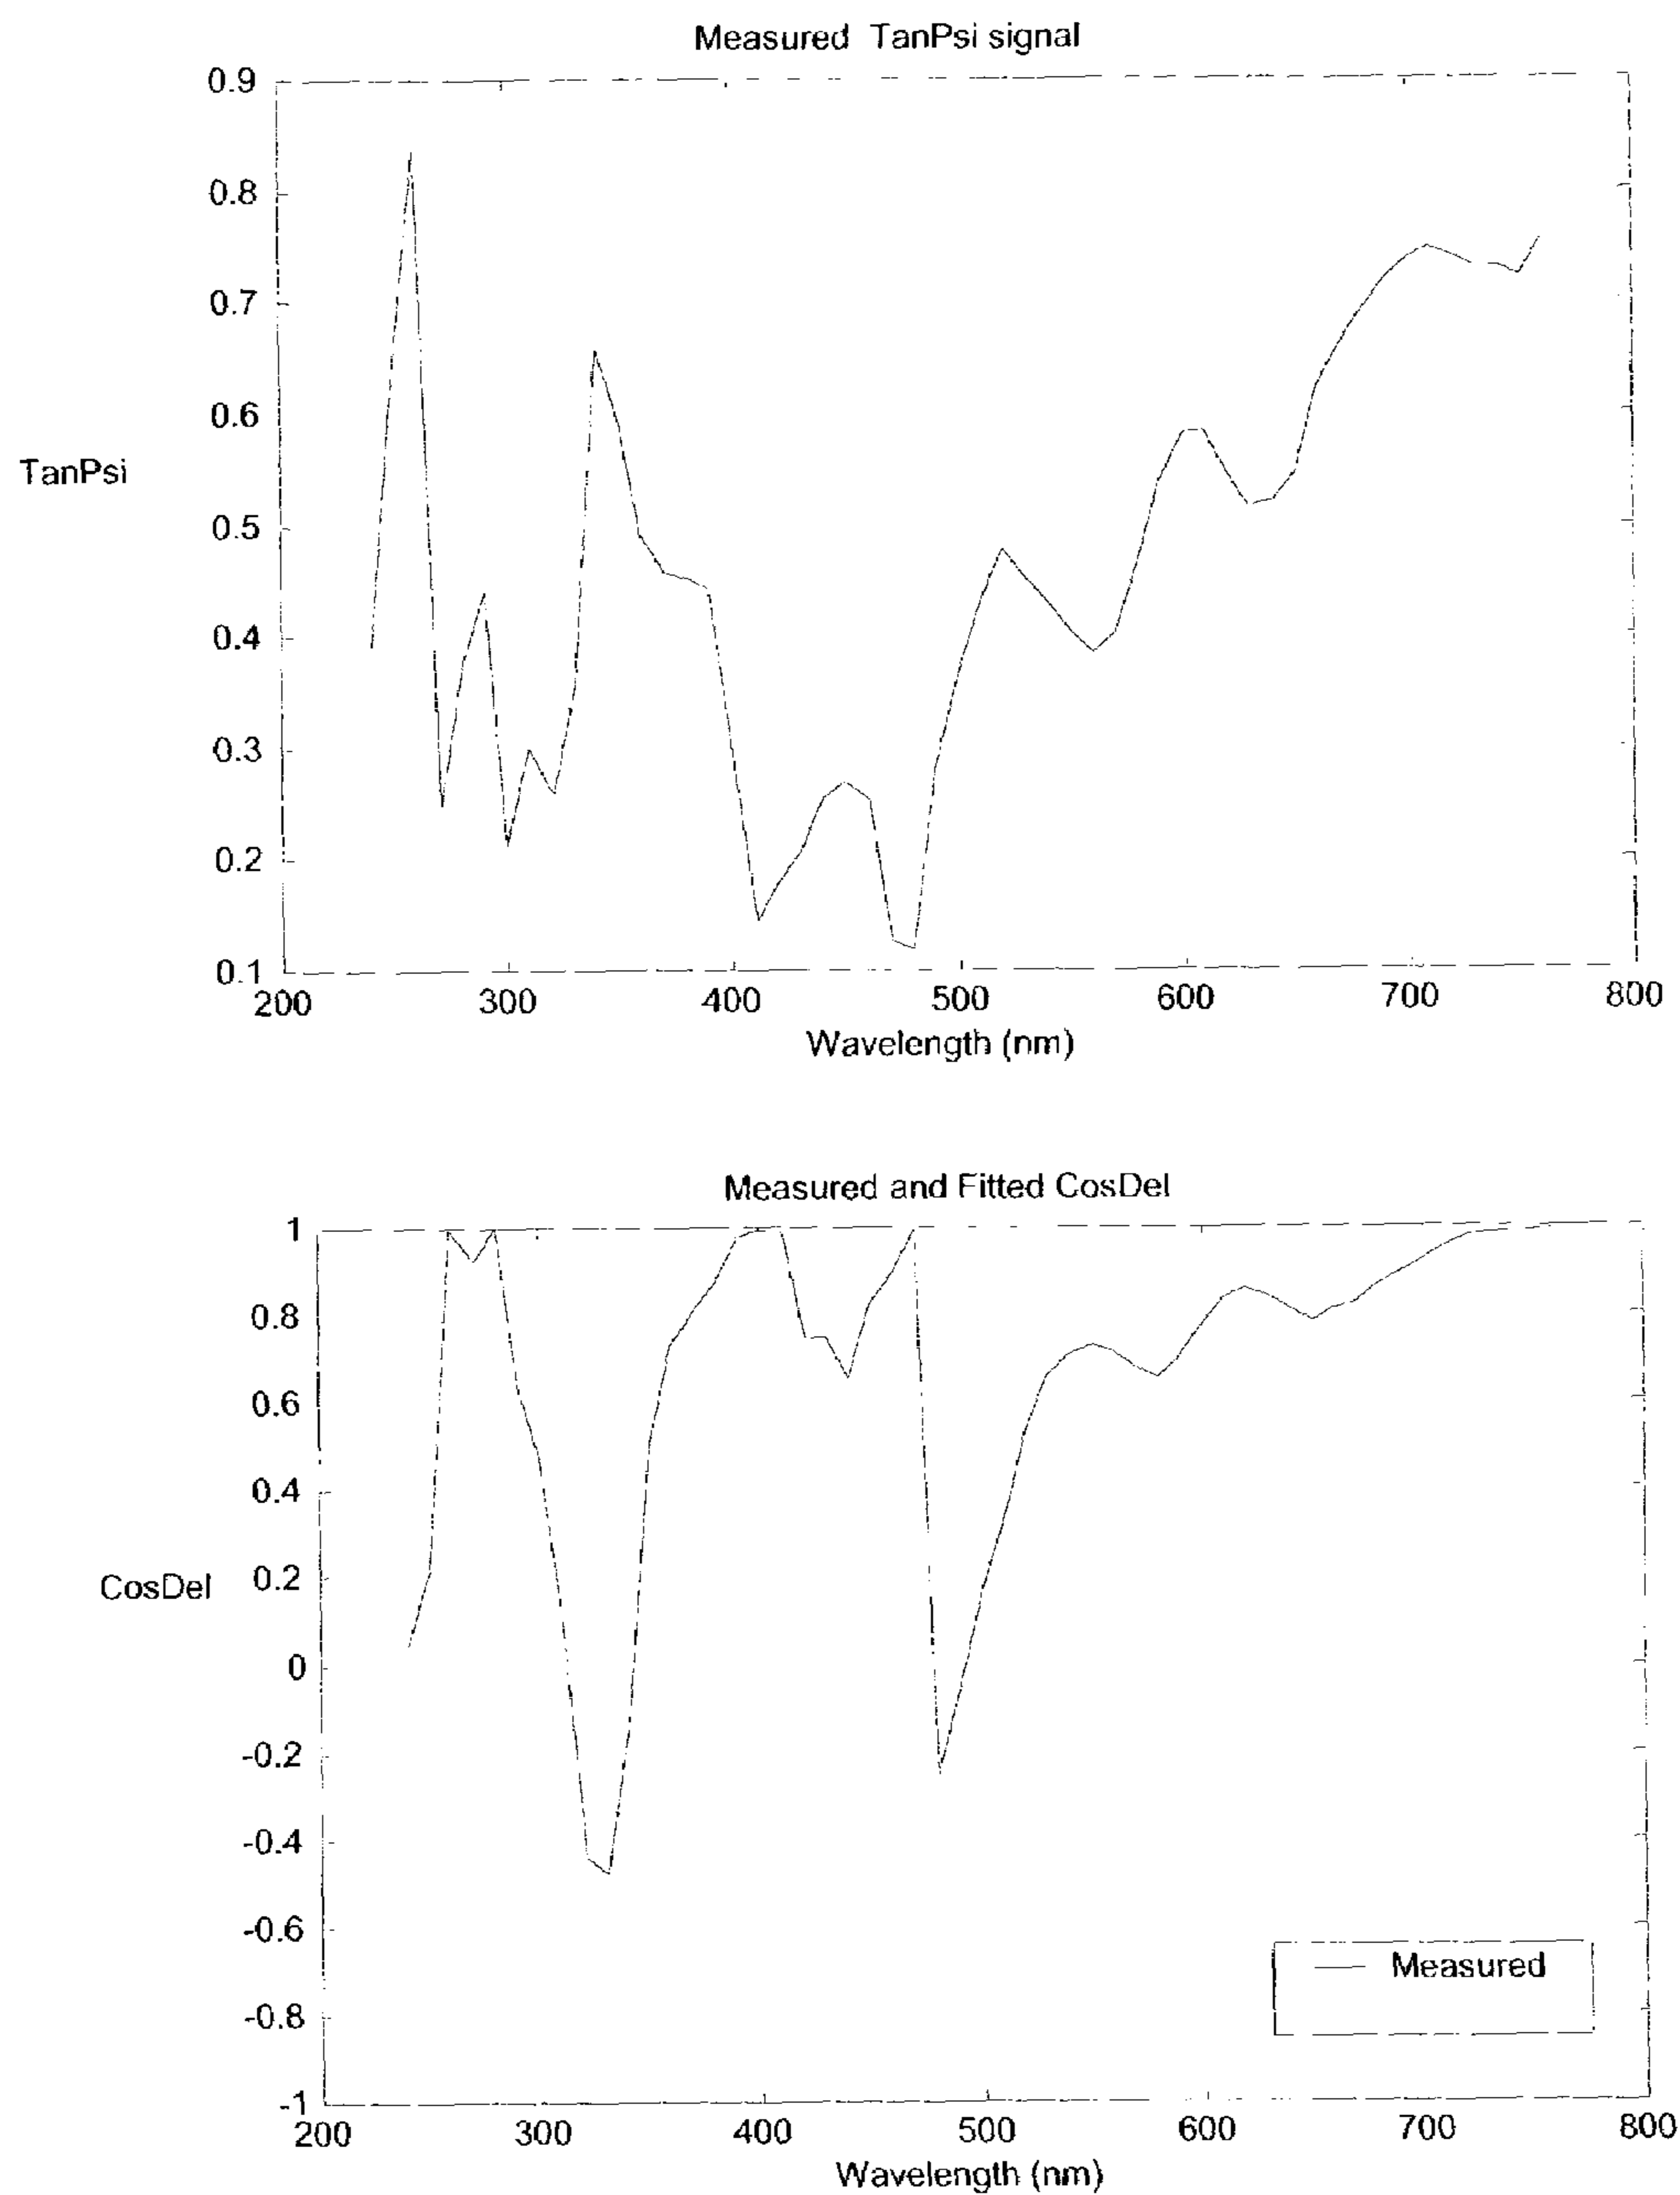 Measured TanPsi signal
0.9
0.8
0.7
0.6
TanPsi
0.5
0.4
0.3
0.2
0.1
200 300 400 500 600 700 800
Wavelength (nm)
Measured and Fitted CosDel
1
0.8
0.6
0.4
CosDel 0.2
0
-0.2
-0.4
-0.6
Measured
-0.8
-1
200 300 400 500 600 700 800
Wavelength (nm)